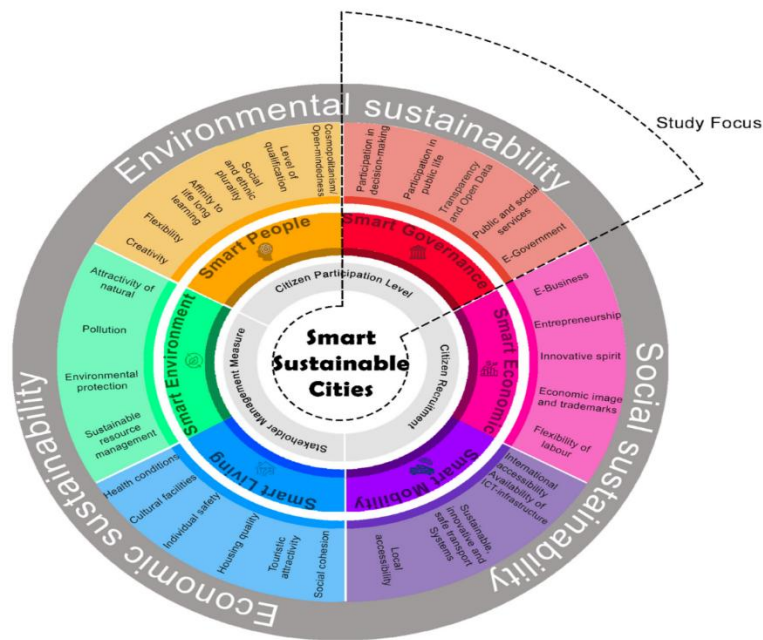 Study Focus
Environmental sustainability
Social sustainability
Economic sustainability
Smart People
Cosmopolitanism/
Open-mindedness
Level of
qualification
Social
and ethnic
plurality
Affinity to
life long
learning
Flexibility
Creativity
Smart Governance
Participation in
decision-making
Participation in
public life
Transparency
and Open Data
Public and social
services
E-Government
Smart Economic
E-Business
Entrepreneurship
Innovative spirit
Economic image
and trademarks
Flexibility of
labour
Smart Mobility
International
accessibility
Availability of
ICT-infrastructure
Sustainable,
innovative and
safe transport
Systems
Local
accessibility
Smart Living
Social cohesion
Touristic
attractivity
Housing quality
Individual safety
Cultural facilities
Health conditions
Smart Environment
Sustainable
resource
management
Environmental
protection
Pollution
Attractivity of
natural
Citizen Participation Level
Citizen Recruitment
Stakeholder Management Measure
Smart
Sustainable
Cities